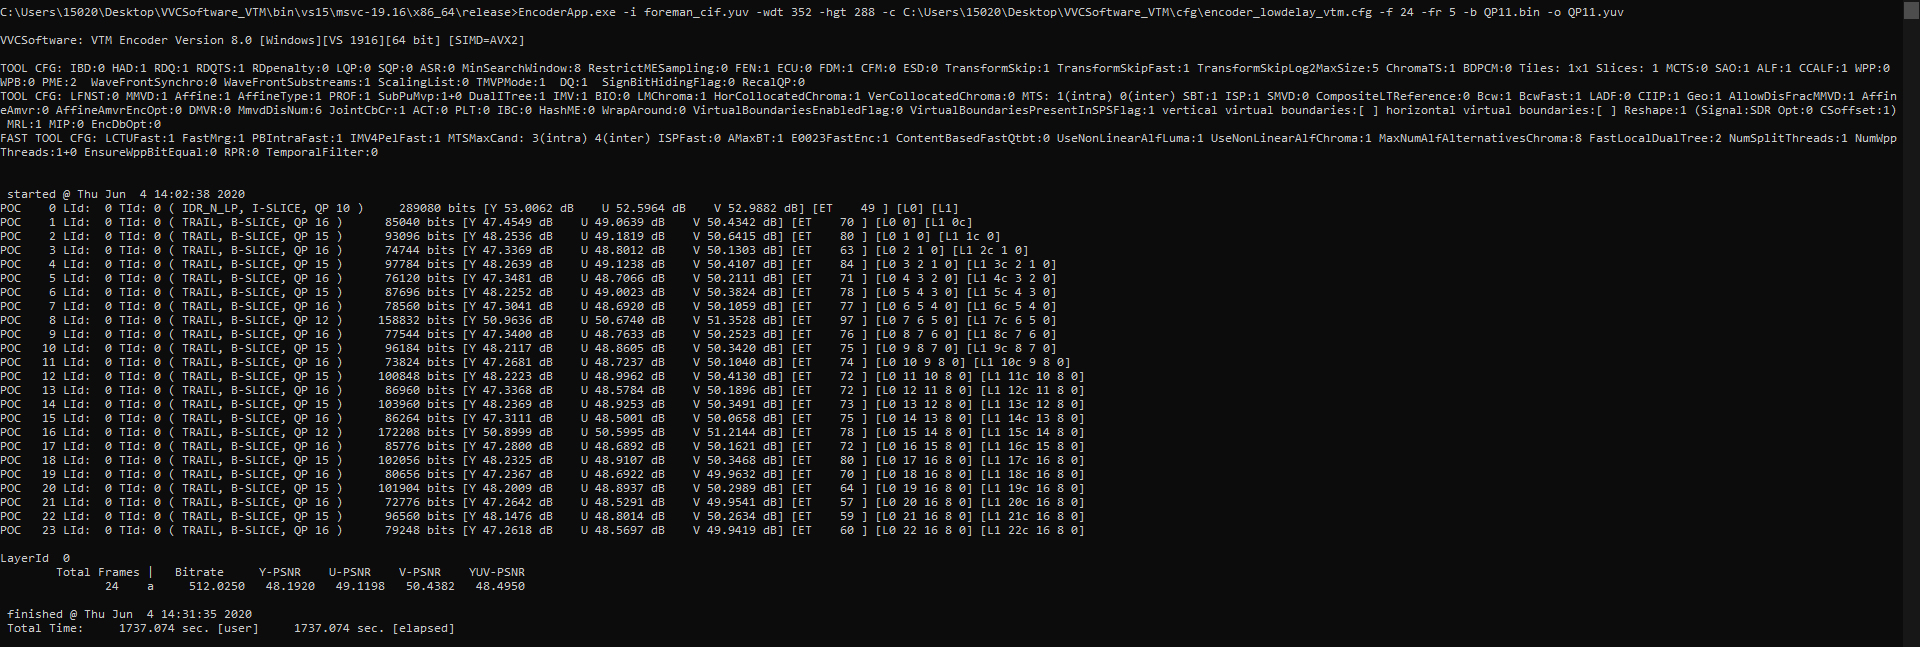 C:\Users\15020\Desktop\VVCSoftware_VTM\bin\vs15\msvc-19.16\x86_64\release>EncoderApp.exe -i foreman_cif.yuv -wdt 352 -hgt 288 -c C:\Users\15020\Desktop\VVCSoftware_VTM\cfg\encoder_lowdelay_vtm.cfg -f 24 -fr 5 -b QP11.bin -o QP11.yuv
VVCSoftware: VTM Encoder Version 8.0 [Windows][VS 1916][64 bit] [SIMD=AVX2]
TOOL CFG: IBD:0 HAD:1 RDQ:1 RDQTS:1 RDpenalty:0 LQP:0 SQP:0 ASR:0 MinSearchWindow:8 RestrictMESampling:0 FEN:1 ECU:0 FDM:1 CFM:0 ESD:0 TransformSkip:1 TransformSkipFast:1 TransformSkipLog2MaxSize:5 ChromaTS:1 BDPCM:0 Tiles: 1x1 Slices: 1 MCTS:0 SAO:1 ALF:1 CCALF:1 WPP:0
WPB:0 PME:2  WaveFrontSynchro:0 WaveFrontSubstreams:1 ScalingList:0 TMVPMode:1  DQ:1  SignBitHidingFlag:0 RecalQP:0
TOOL CFG: LFNST:0 MMVD:1 Affine:1 AffineType:1 PROF:1 SubPuMvp:1+0 DualITree:1 IMV:1 BIO:0 LMChroma:1 HorCollocatedChroma:1 VerCollocatedChroma:0 MTS: 1(intra) 0(inter) SBT:1 ISP:1 SMVD:0 CompositeLTReference:0 Bcw:1 BcwFast:1 LADF:0 CIIP:1 Geo:1 AllowDisFracMMVD:1 Affin
eAmvr:0 AffineAmvrEncOpt:0 DMVR:0 MmvdDisNum:6 JointCbCr:1 ACT:0 PLT:0 IBC:0 HashME:0 WrapAround:0 VirtualBoundariesEnabledFlag:0 VirtualBoundariesPresentInSPSFlag:1 vertical virtual boundaries:[ ] horizontal virtual boundaries:[ ] Reshape:1 (Signal:SDR Opt:0 CSoffset:1)
MRL:1 MIP:0 EncDbOpt:0
FAST TOOL CFG: LCTUFast:1 FastMrg:1 PBIntraFast:1 IMV4PelFast:1 MTSMaxCand: 3(intra) 4(inter) ISPFast:0 AMaxBT:1 E0023FastEnc:1 ContentBasedFastQtbt:0 UseNonLinearAlfLuma:1 UseNonLinearAlfChroma:1 MaxNumAlfAlternativesChroma:8 FastLocalDualTree:2 NumSplitThreads:1 NumWpp
Threads:1+0 EnsureWppBitEqual:0 RPR:0 TemporalFilter:0
started @ Thu Jun  4 14:02:38 2020
POC    0 LId:  0 TId: 0 ( IDR_N_LP, I-SLICE, QP 10 )     289080 bits [Y 53.0062 dB    U 52.5964 dB    V 52.9882 dB] [ET    49 ] [L0] [L1]
POC    1 LId:  0 TId: 0 ( TRAIL, B-SLICE, QP 16 )      85040 bits [Y 47.4549 dB    U 49.0639 dB    V 50.4342 dB] [ET    70 ] [L0 0] [L1 0c]
POC    2 LId:  0 TId: 0 ( TRAIL, B-SLICE, QP 15 )      93096 bits [Y 48.2536 dB    U 49.1819 dB    V 50.6415 dB] [ET    80 ] [L0 1 0] [L1 1c 0]
POC    3 LId:  0 TId: 0 ( TRAIL, B-SLICE, QP 16 )      74744 bits [Y 47.3369 dB    U 48.8012 dB    V 50.1303 dB] [ET    63 ] [L0 2 1 0] [L1 2c 1 0]
POC    4 LId:  0 TId: 0 ( TRAIL, B-SLICE, QP 15 )      97784 bits [Y 48.2639 dB    U 49.1238 dB    V 50.4107 dB] [ET    84 ] [L0 3 2 1 0] [L1 3c 2 1 0]
POC    5 LId:  0 TId: 0 ( TRAIL, B-SLICE, QP 16 )      76120 bits [Y 47.3481 dB    U 48.7066 dB    V 50.2111 dB] [ET    71 ] [L0 4 3 2 0] [L1 4c 3 2 0]
POC    6 LId:  0 TId: 0 ( TRAIL, B-SLICE, QP 15 )      87696 bits [Y 48.2252 dB    U 49.0023 dB    V 50.3824 dB] [ET    78 ] [L0 5 4 3 0] [L1 5c 4 3 0]
POC    7 LId:  0 TId: 0 ( TRAIL, B-SLICE, QP 16 )      78560 bits [Y 47.3041 dB    U 48.6920 dB    V 50.1059 dB] [ET    77 ] [L0 6 5 4 0] [L1 6c 5 4 0]
POC    8 LId:  0 TId: 0 ( TRAIL, B-SLICE, QP 12 )     158832 bits [Y 50.9636 dB    U 50.6740 dB    V 51.3528 dB] [ET    97 ] [L0 7 6 5 0] [L1 7c 6 5 0]
POC    9 LId:  0 TId: 0 ( TRAIL, B-SLICE, QP 16 )      77544 bits [Y 47.3400 dB    U 48.7633 dB    V 50.2523 dB] [ET    76 ] [L0 8 7 6 0] [L1 8c 7 6 0]
POC   10 LId:  0 TId: 0 ( TRAIL, B-SLICE, QP 15 )      96184 bits [Y 48.2117 dB    U 48.8605 dB    V 50.3420 dB] [ET    75 ] [L0 9 8 7 0] [L1 9c 8 7 0]
POC   11 LId:  0 TId: 0 ( TRAIL, B-SLICE, QP 16 )      73824 bits [Y 47.2681 dB    U 48.7237 dB    V 50.1040 dB] [ET    74 ] [L0 10 9 8 0] [L1 10c 9 8 0]
POC   12 LId:  0 TId: 0 ( TRAIL, B-SLICE, QP 15 )     100848 bits [Y 48.2223 dB    U 48.9962 dB    V 50.4130 dB] [ET    72 ] [L0 11 10 8 0] [L1 11c 10 8 0]
POC   13 LId:  0 TId: 0 ( TRAIL, B-SLICE, QP 16 )      86960 bits [Y 47.3368 dB    U 48.5784 dB    V 50.1896 dB] [ET    72 ] [L0 12 11 8 0] [L1 12c 11 8 0]
POC   14 LId:  0 TId: 0 ( TRAIL, B-SLICE, QP 15 )     103960 bits [Y 48.2369 dB    U 48.9253 dB    V 50.3491 dB] [ET    73 ] [L0 13 12 8 0] [L1 13c 12 8 0]
POC   15 LId:  0 TId: 0 ( TRAIL, B-SLICE, QP 16 )      86264 bits [Y 47.3111 dB    U 48.5001 dB    V 50.0658 dB] [ET    75 ] [L0 14 13 8 0] [L1 14c 13 8 0]
POC   16 LId:  0 TId: 0 ( TRAIL, B-SLICE, QP 12 )     172208 bits [Y 50.8999 dB    U 50.5995 dB    V 51.2144 dB] [ET    78 ] [L0 15 14 8 0] [L1 15c 14 8 0]
POC   17 LId:  0 TId: 0 ( TRAIL, B-SLICE, QP 16 )      85776 bits [Y 47.2800 dB    U 48.6892 dB    V 50.1621 dB] [ET    72 ] [L0 16 15 8 0] [L1 16c 15 8 0]
POC   18 LId:  0 TId: 0 ( TRAIL, B-SLICE, QP 15 )     102056 bits [Y 48.2325 dB    U 48.9107 dB    V 50.3468 dB] [ET    80 ] [L0 17 16 8 0] [L1 17c 16 8 0]
POC   19 LId:  0 TId: 0 ( TRAIL, B-SLICE, QP 16 )      80656 bits [Y 47.2367 dB    U 48.6922 dB    V 49.9632 dB] [ET    70 ] [L0 18 16 8 0] [L1 18c 16 8 0]
POC   20 LId:  0 TId: 0 ( TRAIL, B-SLICE, QP 15 )     101904 bits [Y 48.2009 dB    U 48.8937 dB    V 50.2989 dB] [ET    64 ] [L0 19 16 8 0] [L1 19c 16 8 0]
POC   21 LId:  0 TId: 0 ( TRAIL, B-SLICE, QP 16 )      72776 bits [Y 47.2642 dB    U 48.5291 dB    V 49.9541 dB] [ET    57 ] [L0 20 16 8 0] [L1 20c 16 8 0]
POC   22 LId:  0 TId: 0 ( TRAIL, B-SLICE, QP 15 )      96560 bits [Y 48.1476 dB    U 48.8014 dB    V 50.2634 dB] [ET    59 ] [L0 21 16 8 0] [L1 21c 16 8 0]
POC   23 LId:  0 TId: 0 ( TRAIL, B-SLICE, QP 16 )      79248 bits [Y 47.2618 dB    U 48.5697 dB    V 49.9419 dB] [ET    60 ] [L0 22 16 8 0] [L1 22c 16 8 0]
LayerId  0
Total Frames |   Bitrate     Y-PSNR    U-PSNR    V-PSNR    YUV-PSNR
24    a     512.0250   48.1920   49.1198   50.4382   48.4950
finished @ Thu Jun  4 14:31:35 2020
Total Time:     1737.074 sec. [user]     1737.074 sec. [elapsed]